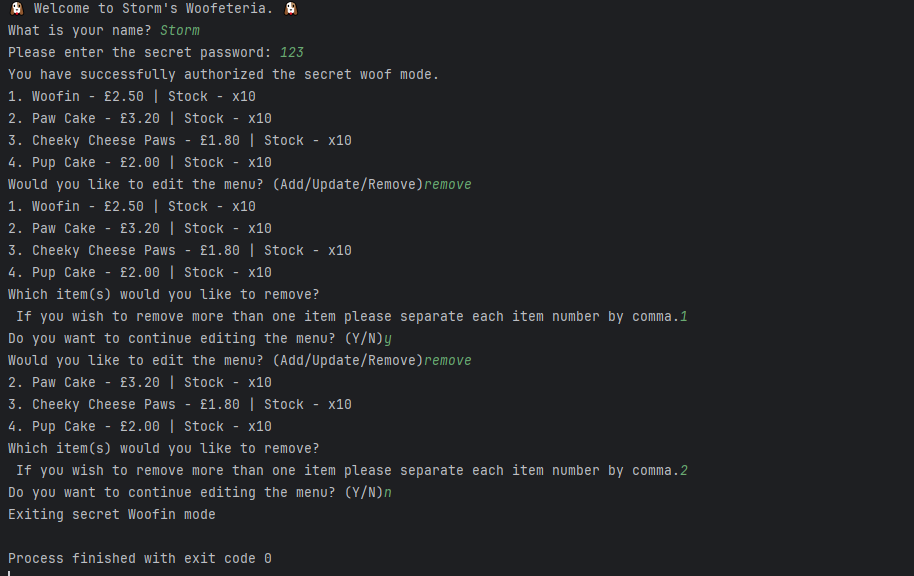 🐶 Welcome to Storm's Woofeteria. 🐶
What is your name? Storm
Please enter the secret password: 123
You have successfully authorized the secret woof mode.
1. Woofin - £2.50 | Stock - x10
2. Paw Cake - £3.20 | Stock - x10
3. Cheeky Cheese Paws - £1.80 | Stock - x10
4. Pup Cake - £2.00 | Stock - x10
Would you like to edit the menu? (Add/Update/Remove)remove
1. Woofin - £2.50 | Stock - x10
2. Paw Cake - £3.20 | Stock - x10
3. Cheeky Cheese Paws - £1.80 | Stock - x10
4. Pup Cake - £2.00 | Stock - x10
Which item(s) would you like to remove?
 If you wish to remove more than one item please separate each item number by comma.1
Do you want to continue editing the menu? (Y/N)y
Would you like to edit the menu? (Add/Update/Remove)remove
2. Paw Cake - £3.20 | Stock - x10
3. Cheeky Cheese Paws - £1.80 | Stock - x10
4. Pup Cake - £2.00 | Stock - x10
Which item(s) would you like to remove?
 If you wish to remove more than one item please separate each item number by comma.2
Do you want to continue editing the menu? (Y/N)n
Exiting secret Woofin mode
Process finished with exit code 0